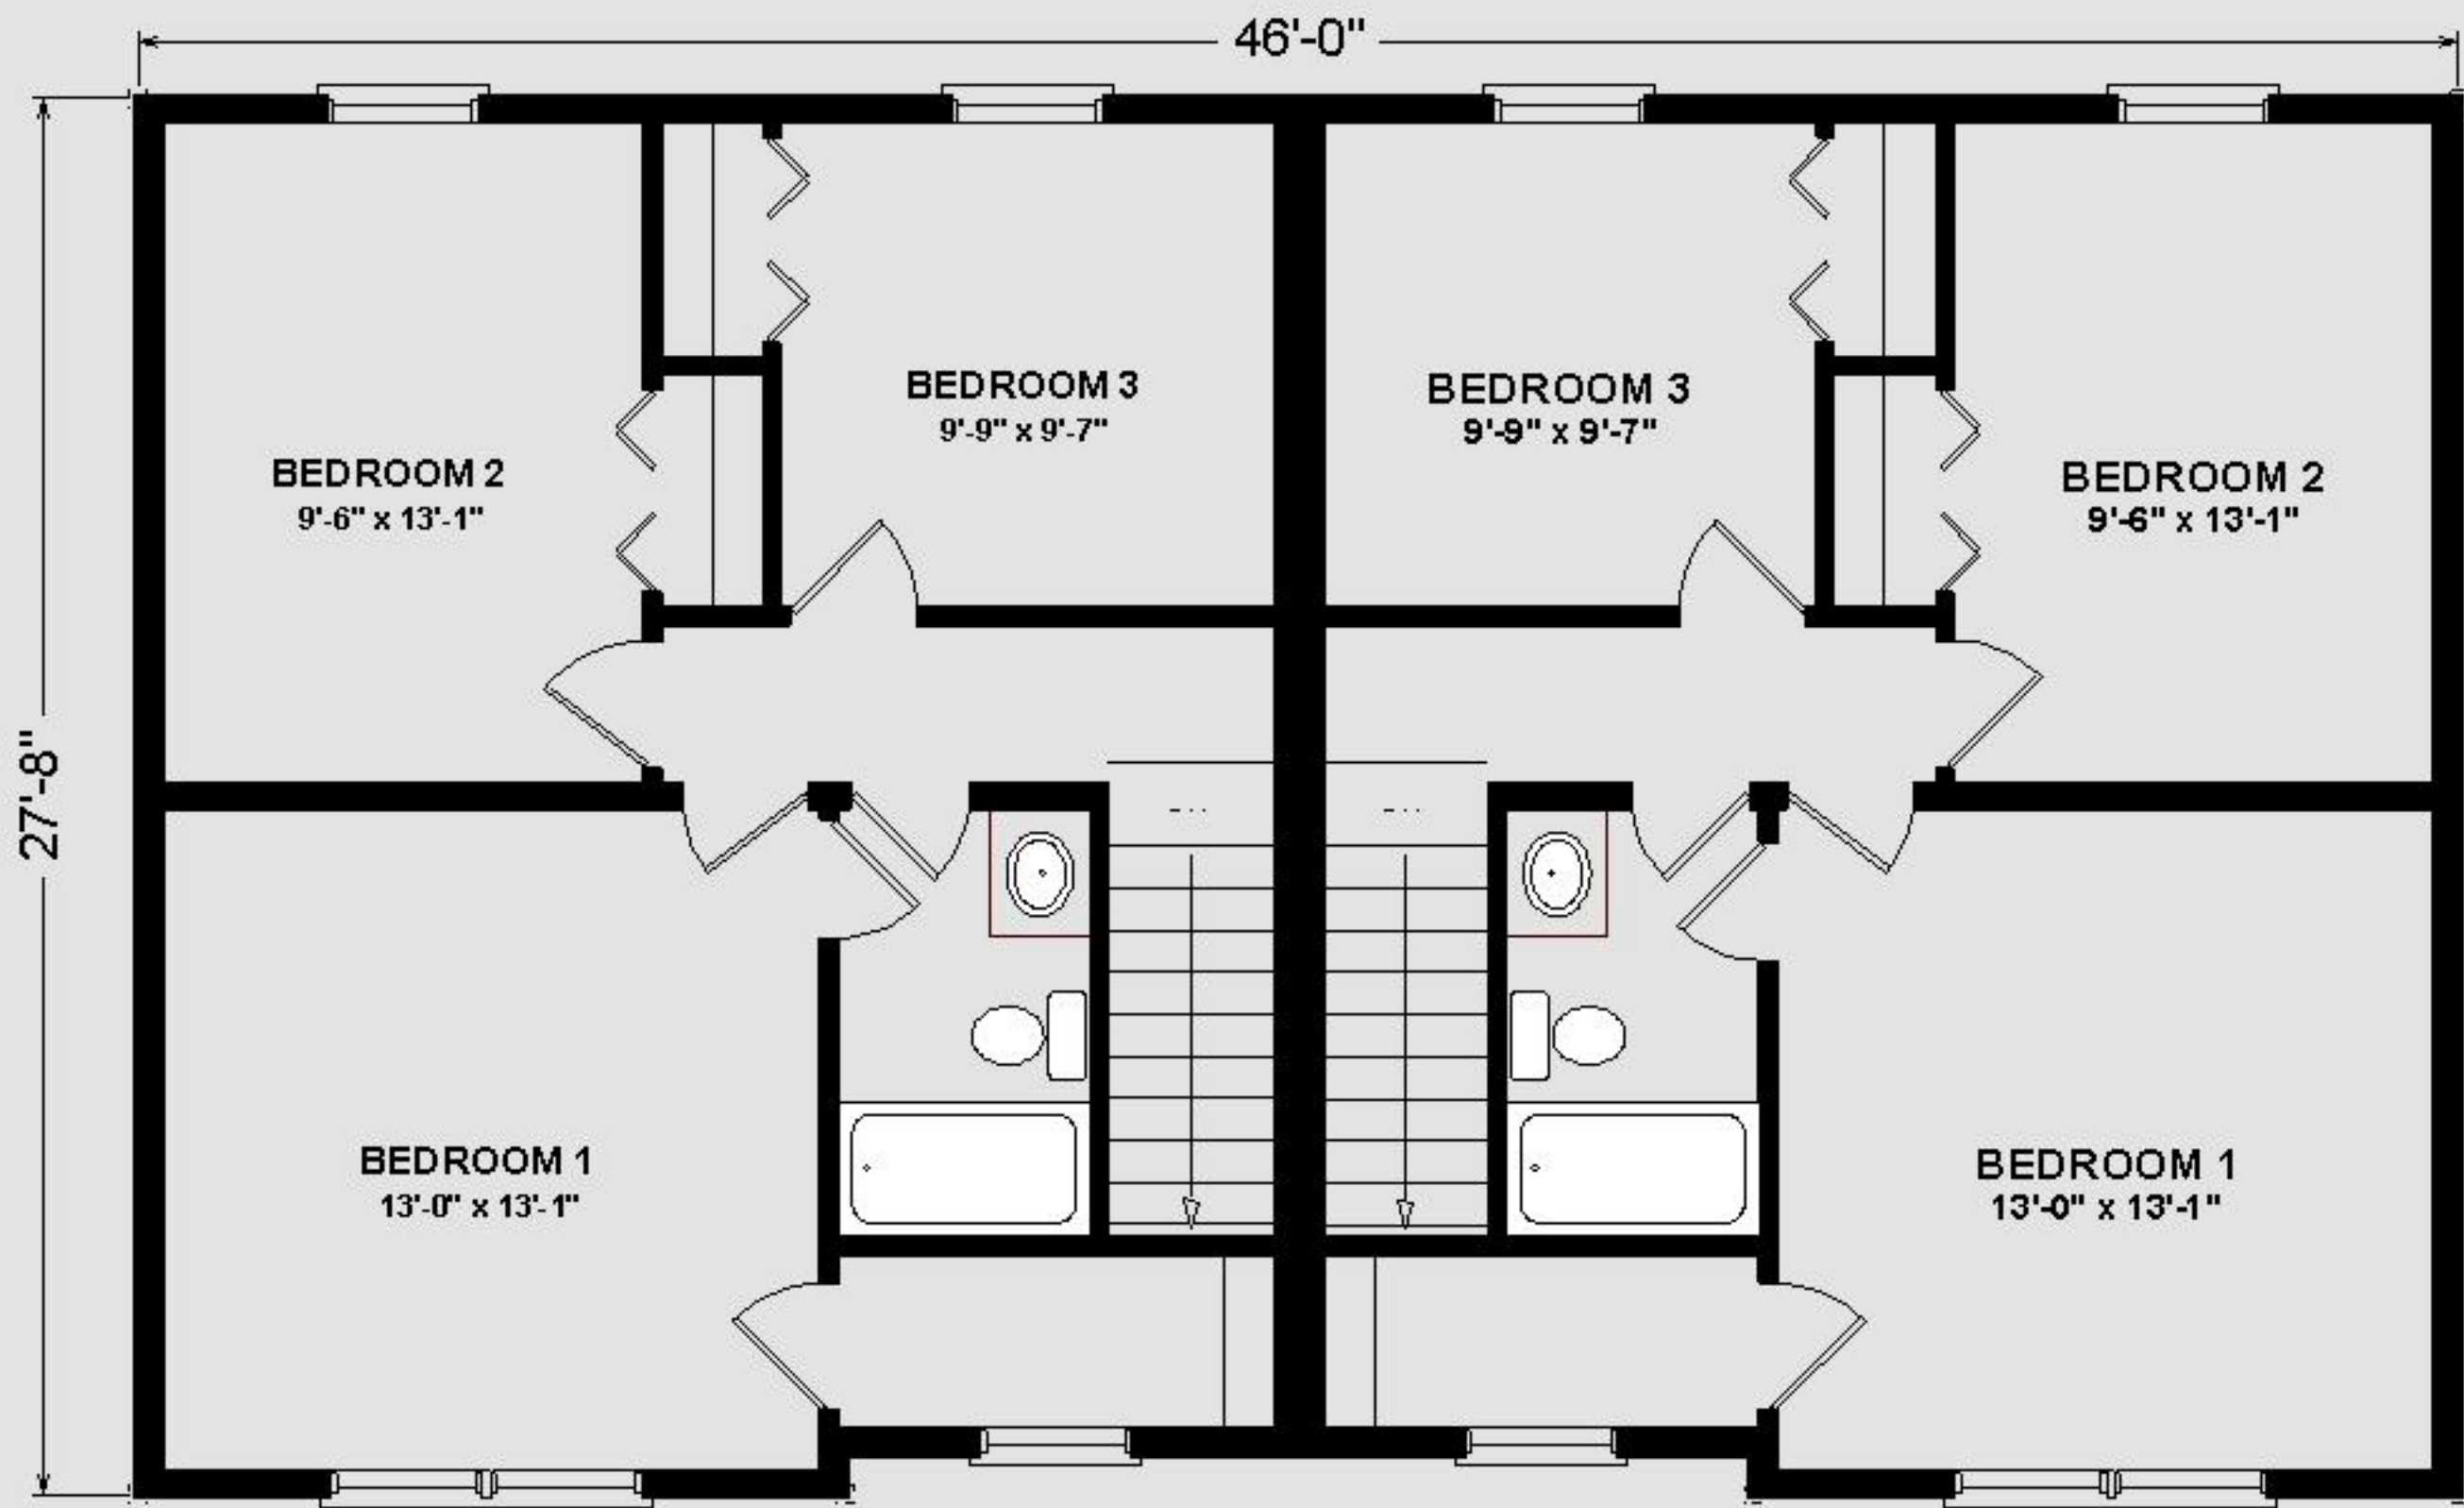 46'-0"
27'-8"
BEDROOM 3
9'-9" x 9'-7"
BEDROOM 3
9'-9" x 9'-7"
BEDROOM 2
9'-6" x 13'-1"
BEDROOM 2
9'-6" x 13'-1"
BEDROOM 1
13'-0" x 13'-1"
BEDROOM 1
13'-0" x 13'-1"